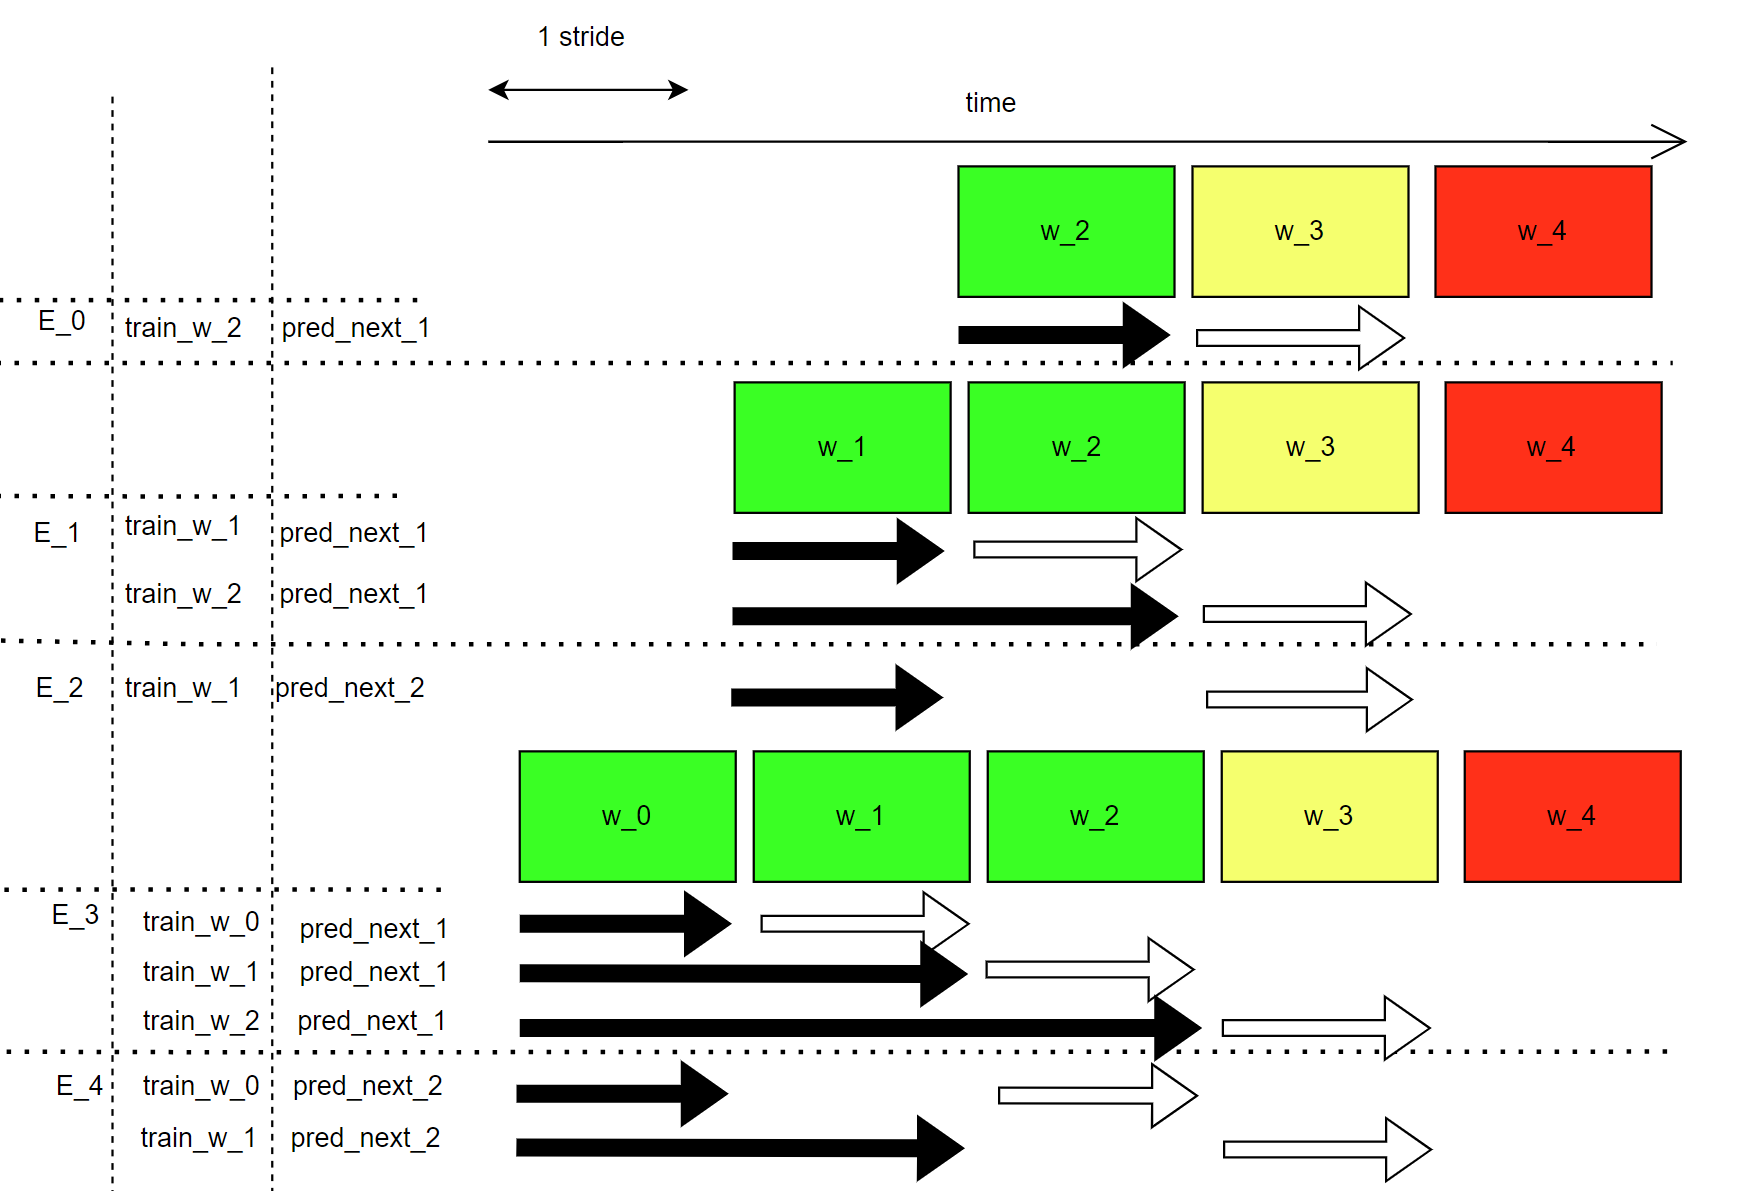 1 stride
time
w_2 w_3 w_4
E_0 train_w_2 pred_next_1
w_1 w_2 w_3 w_4
E_1 train_w_1 pred_next_1
train_w_2 pred_next_1
E_2 train_w_1 pred_next_2
w_0 w_1 w_2 w_3 w_4
E_3 train_w_0 pred_next_1
train_w_1 pred_next_1
train_w_2 pred_next_1
E_4 train_w_0 pred_next_2
train_w_1 pred_next_2